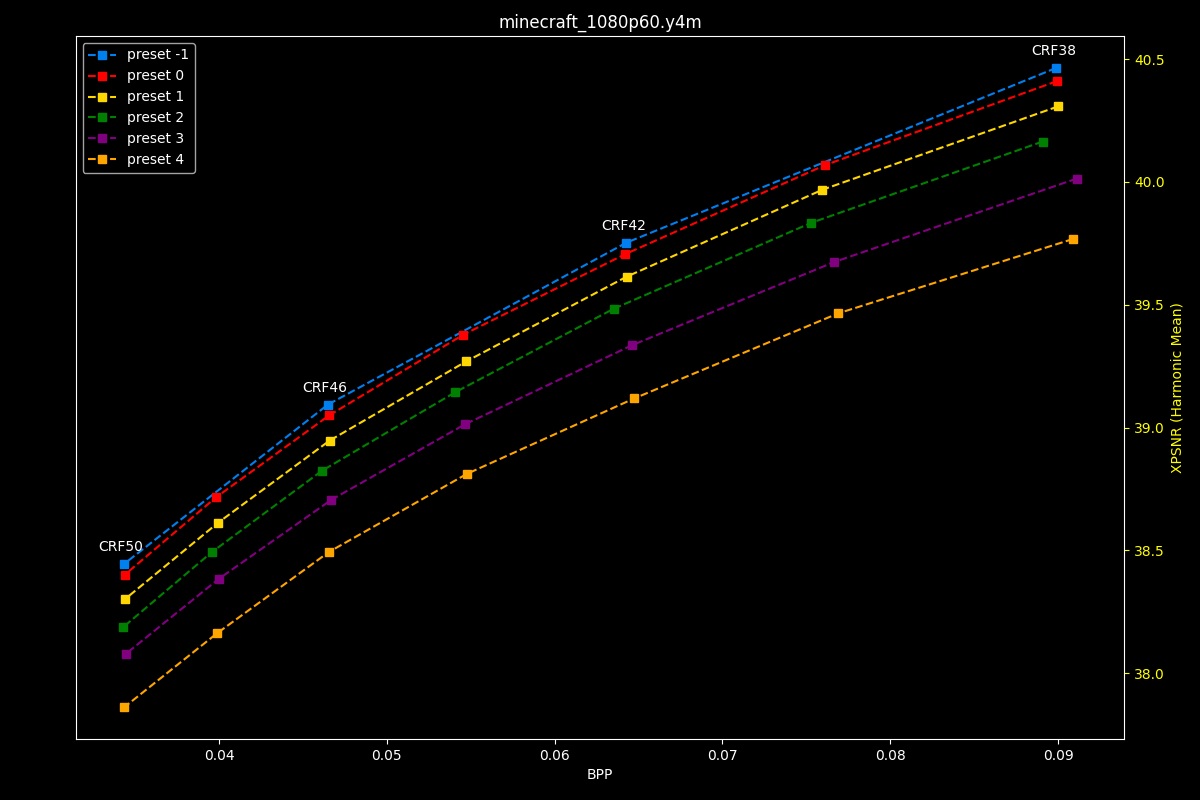 minecraft_1080p60.y4m
preset -1
preset 0
preset 1
preset 2
preset 3
preset 4
CRF38
CRF42
CRF46
CRF50
40.5
40.0
39.5
39.0
38.5
38.0
XPSNR (Harmonic Mean)
0.04 0.05 0.06 0.07 0.08 0.09
BPP